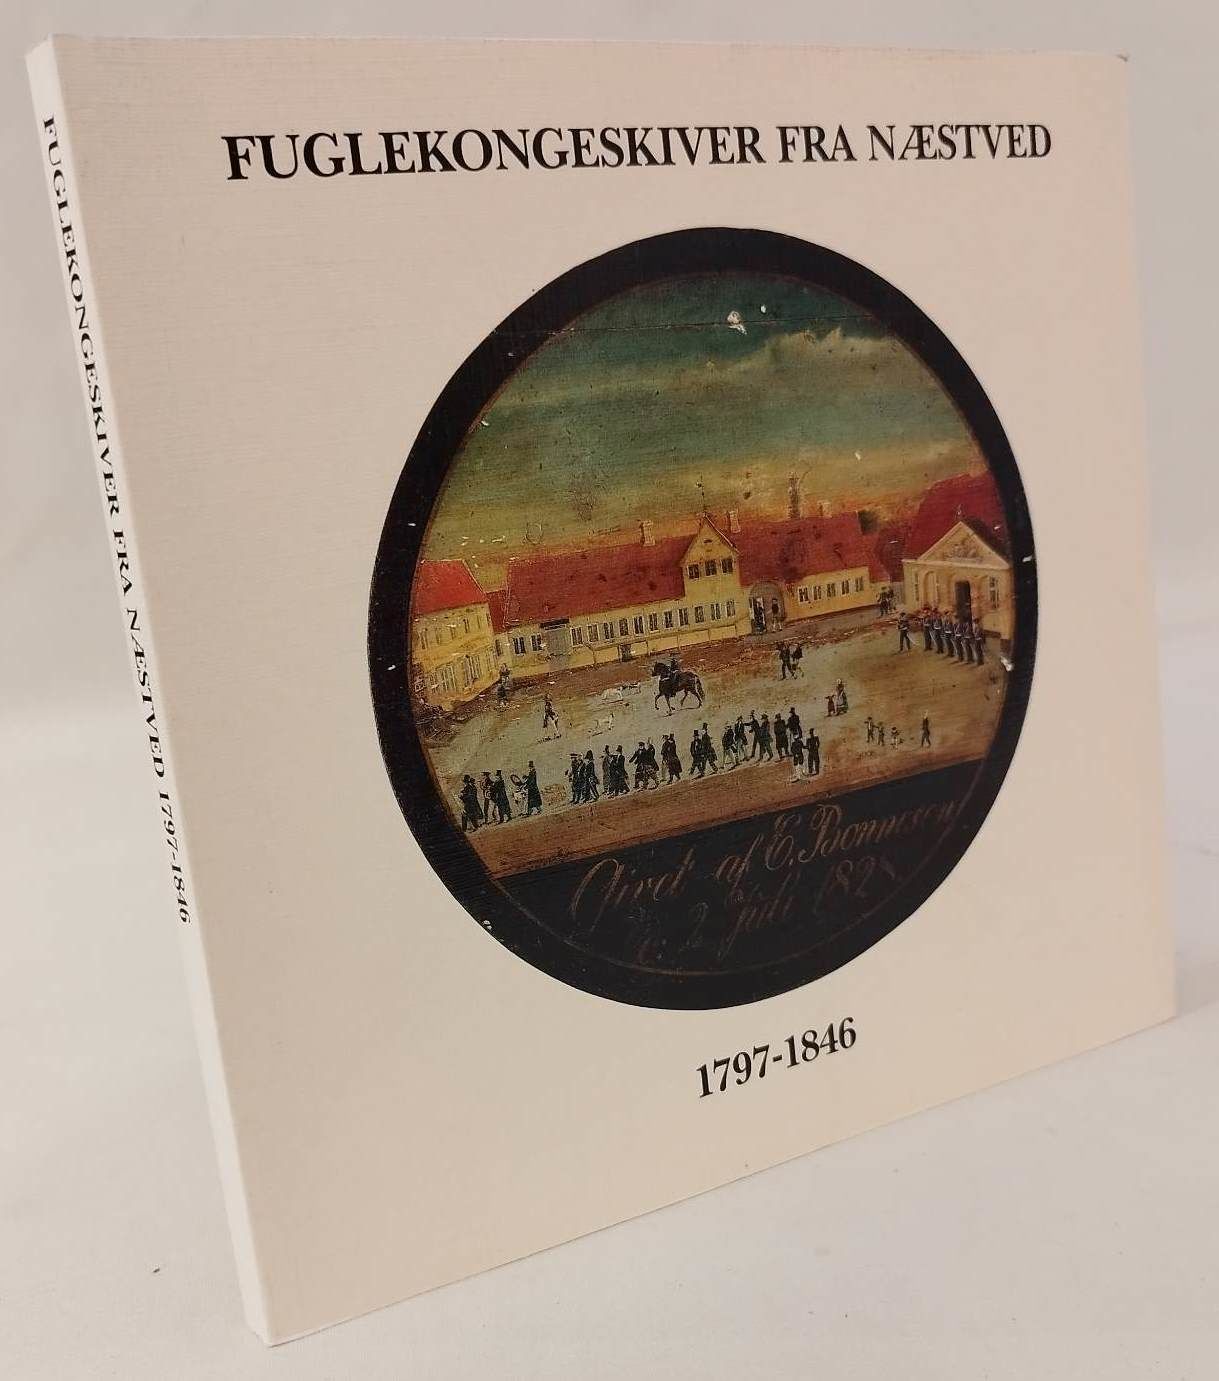 FUGLEKONGESKIVER FRA NÆSTVED 1797-1846
FUGLEKONGESKIVER FRA NÆSTVED
Givet af E. Bonnesen
d. 2 Juli 1828
1797-1846